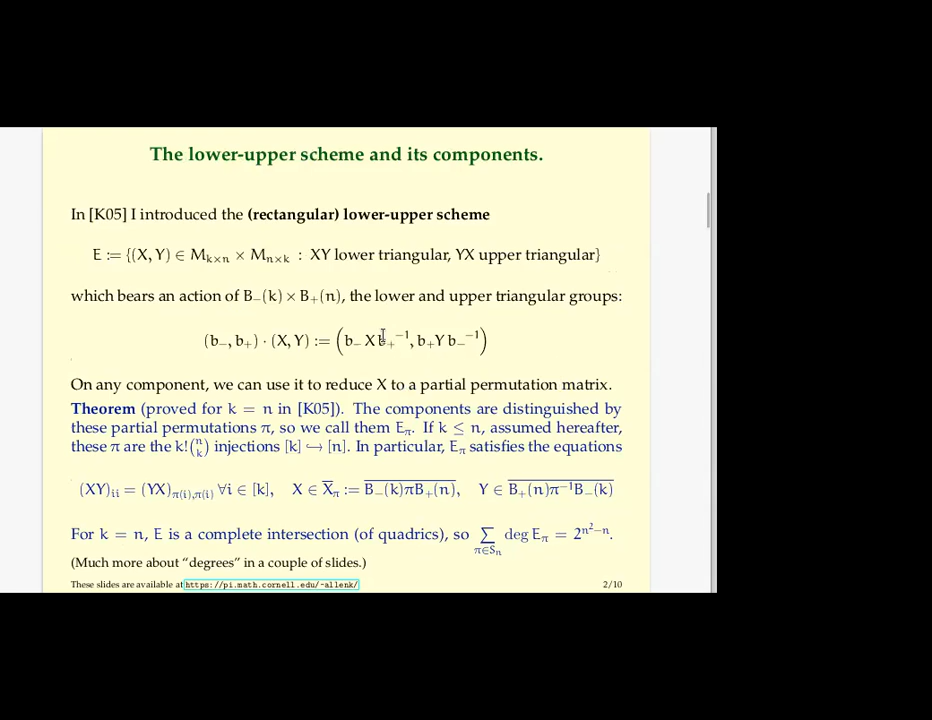 The lower-upper scheme and its components.
In [K05] I introduced the (rectangular) lower-upper scheme
E := {(X, Y) ∈ M_{k×n} × M_{n×k} : XY lower triangular, YX upper triangular}
which bears an action of B_−(k) × B_+(n), the lower and upper triangular groups:
(b_−, b_+) · (X, Y) := (b_− X b_+^{−1}, b_+ Y b_−^{−1})
On any component, we can use it to reduce X to a partial permutation matrix.
Theorem (proved for k = n in [K05]). The components are distinguished by
these partial permutations π, so we call them E_π. If k ≤ n, assumed hereafter,
these π are the k!\binom{n}{k} injections [k] ↪ [n]. In particular, E_π satisfies the equations
(XY)_{ii} = (YX)_{π(i),π(i)} ∀i ∈ [k], X ∈ \overline{X}_π := \overline{B_−(k)πB_+(n)}, Y ∈ \overline{B_+(n)π^{−1}B_−(k)}
For k = n, E is a complete intersection (of quadrics), so ∑_{π∈S_n} deg E_π = 2^{n^2−n}.
(Much more about “degrees” in a couple of slides.)
These slides are available at https://pi.math.cornell.edu/~allenk/ 2/10